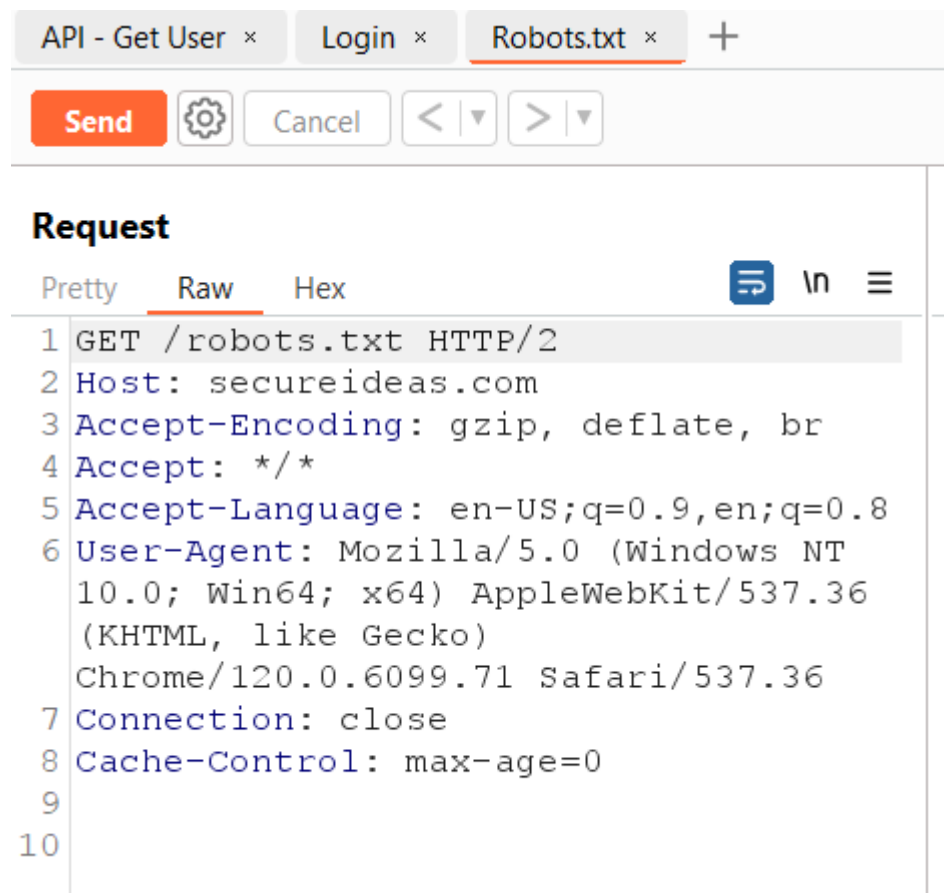 API - Get User × Login × Robots.txt × +
Send Cancel < ▼ > ▼
Request
Pretty Raw Hex \n ≡
1 GET /robots.txt HTTP/2
2 Host: secureideas.com
3 Accept-Encoding: gzip, deflate, br
4 Accept: */*
5 Accept-Language: en-US;q=0.9,en;q=0.8
6 User-Agent: Mozilla/5.0 (Windows NT
10.0; Win64; x64) AppleWebKit/537.36
(KHTML, like Gecko)
Chrome/120.0.6099.71 Safari/537.36
7 Connection: close
8 Cache-Control: max-age=0
9
10